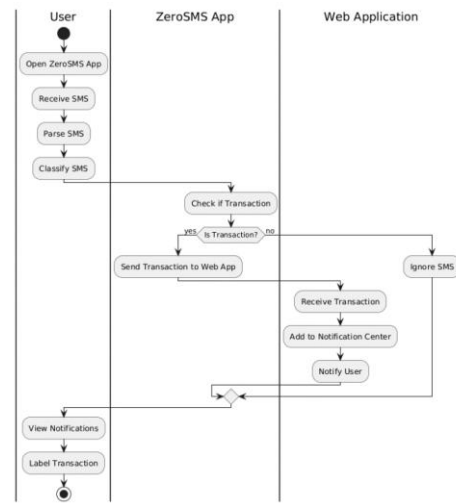 User
ZeroSMS App
Web Application
Open ZeroSMS App
Receive SMS
Parse SMS
Classify SMS
Check if Transaction
yes
Is Transaction?
no
Send Transaction to Web App
Ignore SMS
Receive Transaction
Add to Notification Center
Notify User
View Notifications
Label Transaction